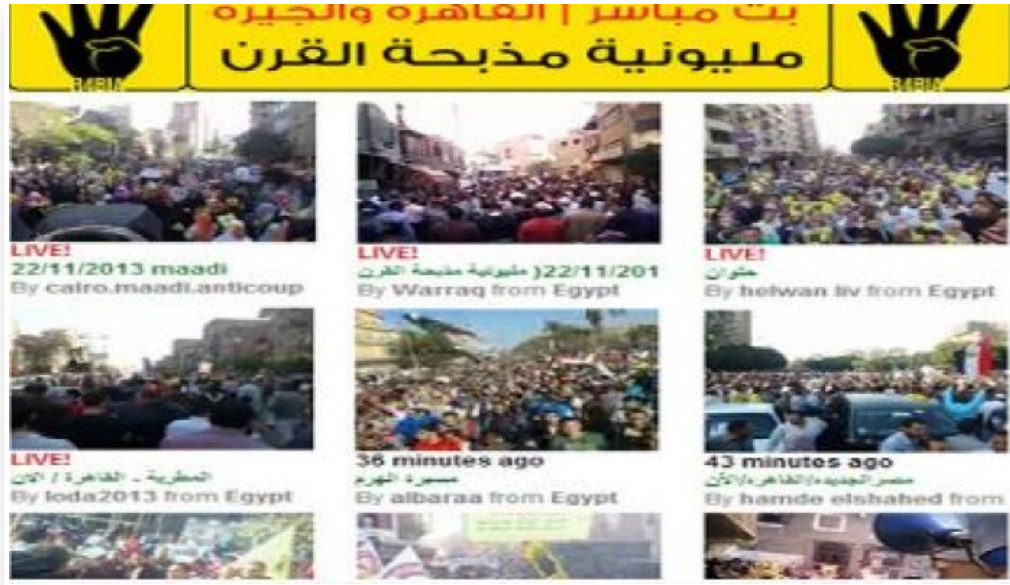 بث مباشر | القاهرة والجيزة
مليونية مذبحة القرن
R4BIA
R4BIA
LIVE!
22/11/2013 maadi
By cairo.maadi.anticoup
LIVE!
22/11/201) مليونية مذبحة القرن
By Warraq from Egypt
LIVE!
حلوان
By helwan liv from Egypt
LIVE!
المطرية - القاهرة / الان
By loda2013 from Egypt
36 minutes ago
مسيرة الهرم
By albaraa from Egypt
43 minutes ago
مصر الجديده/القاهره/الأن
By hamde elshahed from